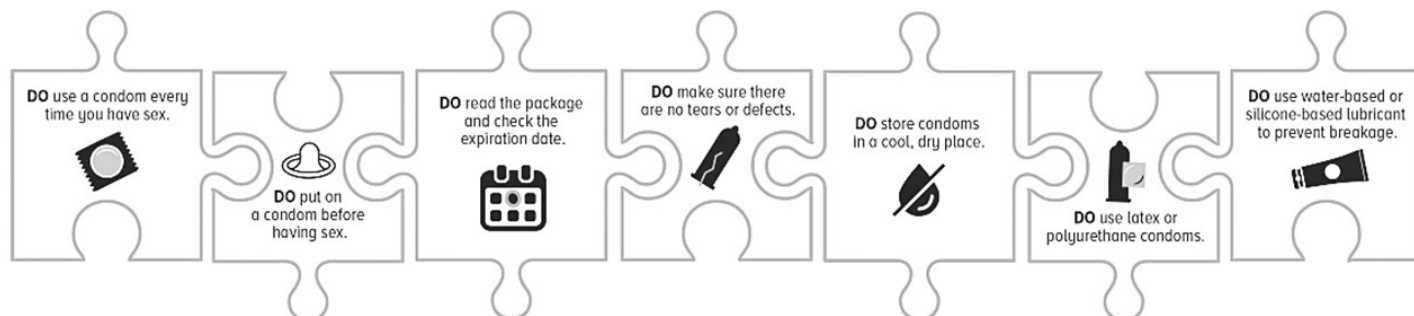 DO use a condom every
time you have sex.
DO put on
a condom before
having sex.
DO read the package
and check the
expiration date.
DO make sure there
are no tears or defects.
DO store condoms
in a cool, dry place.
DO use latex or
polyurethane condoms.
DO use water-based or
silicone-based lubricant
to prevent breakage.